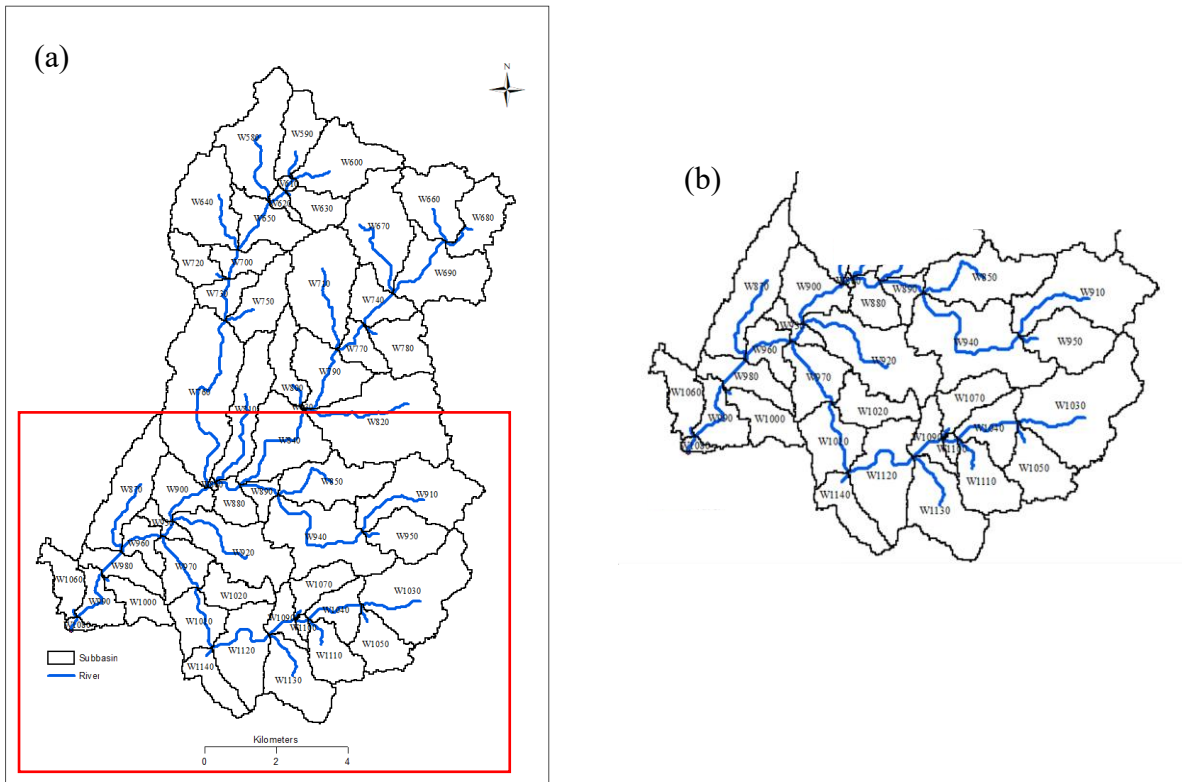 (a)
N
W580
W590
W600
W620
W630
W640
W650
W660
W680
W670
W690
W700
W720
W750
W740
W770
W780
W790
W800
W820
W840
W850
W870
W900
W890
W880
W910
W920
W940
W950
W960
W970
W980
W1060
W1000
W1020
W1070
W1030
W1040
W1050
W1090
W1110
W1120
W1130
W1140
Subbasin
River
Kilometers
0 2 4
(b)
W870
W900
W880
W890
W850
W910
W920
W940
W950
W960
W970
W980
W1060
W1000
W1020
W1070
W1030
W1040
W1050
W1090
W1110
W1120
W1130
W1140